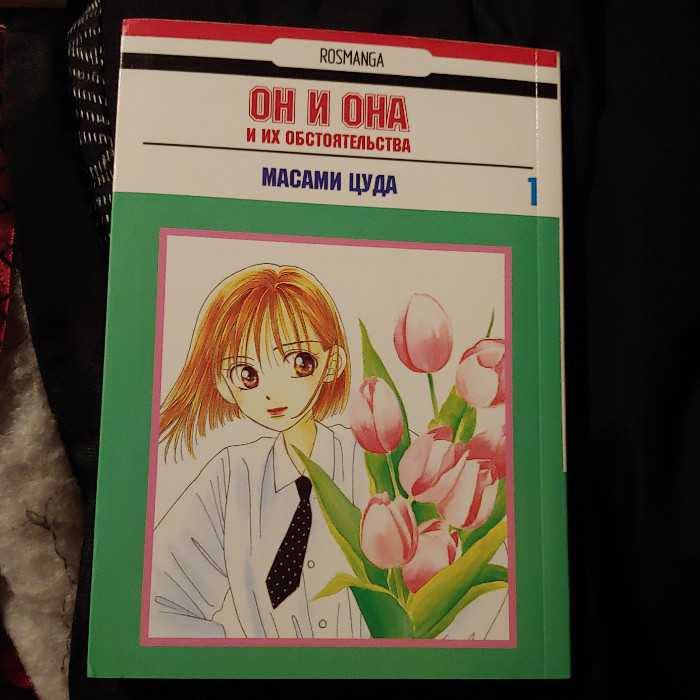 ROSMANGA
ОН И ОНА
И ИХ ОБСТОЯТЕЛЬСТВА
МАСАМИ ЦУДА
1